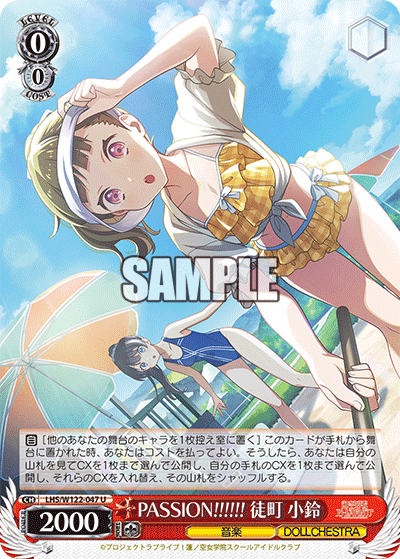 LEVEL
0
0
COST
SAMPLE
自 [他のあなたの舞台のキャラを1枚控え室に置く] このカードが手札から舞
台に置かれた時、あなたはコストを払ってよい。そうしたら、あなたは自分の
山札を見てCXを1枚まで選んで公開し、自分の手札のCXを1枚まで公開
し、それらのCXを入れ替え、その山札をシャッフルする。
CH LHS/W122-047 U
2000
PASSION!!!!!! 徒町 小鈴
音楽
DOLLCHESTRA
©プロジェクトラブライブ!蓮ノ空女学院スクールアイドルクラブ